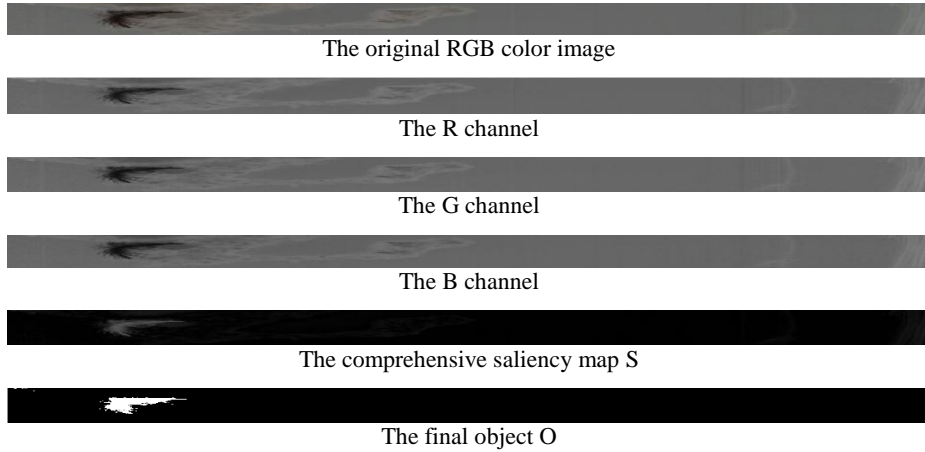 The original RGB color image
The R channel
The G channel
The B channel
The comprehensive saliency map S
The final object O